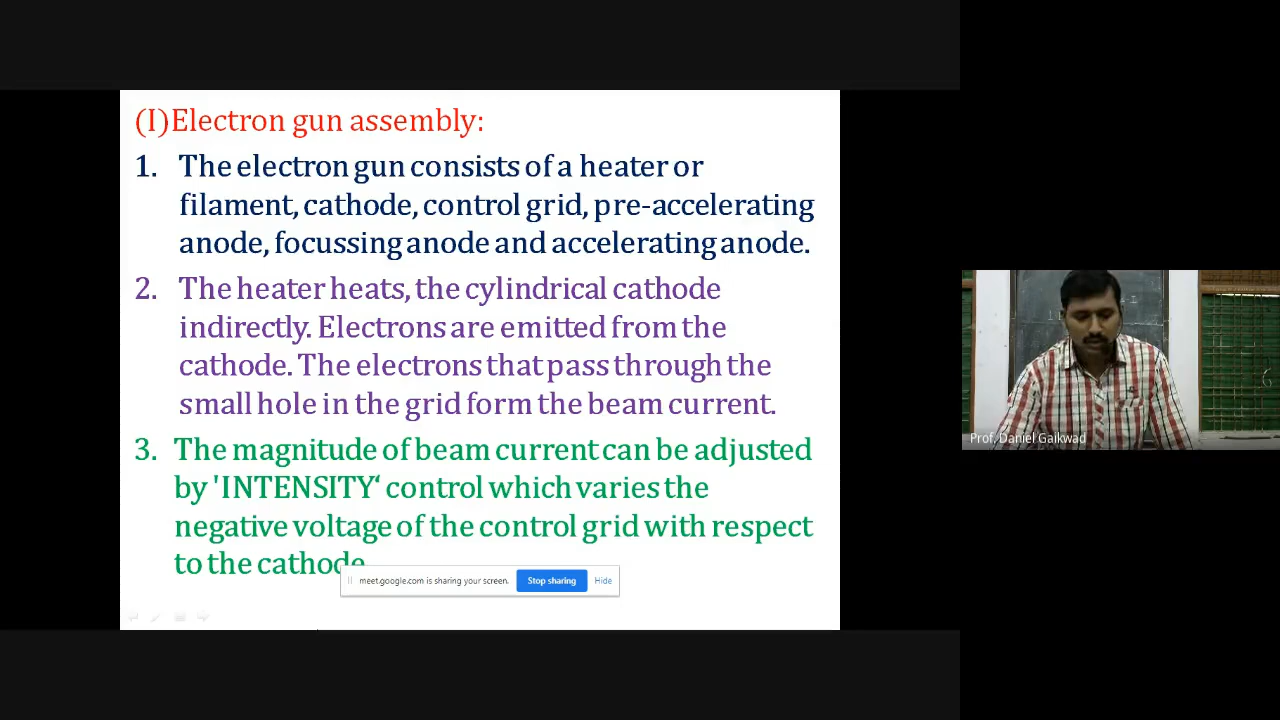 (I)Electron gun assembly:
1. The electron gun consists of a heater or
filament, cathode, control grid, pre-accelerating
anode, focussing anode and accelerating anode.
2. The heater heats, the cylindrical cathode
indirectly. Electrons are emitted from the
cathode. The electrons that pass through the
small hole in the grid form the beam current.
3. The magnitude of beam current can be adjusted
by 'INTENSITY‘ control which varies the
negative voltage of the control grid with respect
to the cathode
meet.google.com is sharing your screen. Stop sharing Hide
Prof. Daniel Gaikwad